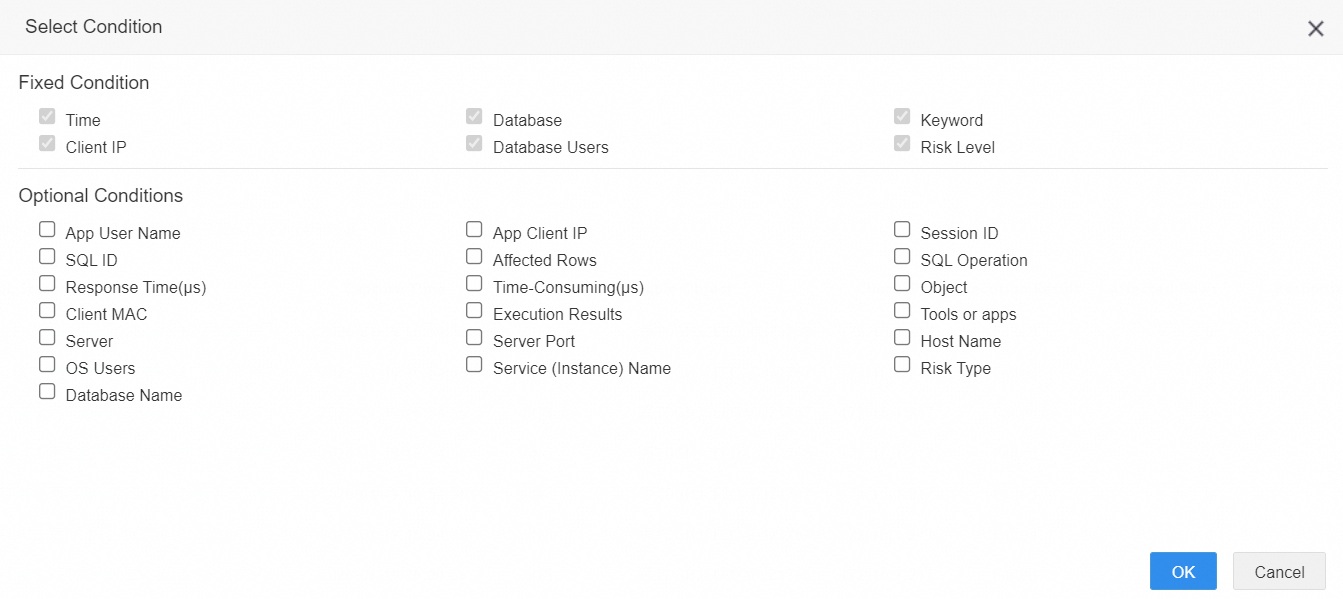 Select Condition
Fixed Condition
Time Database Keyword
Client IP Database Users Risk Level
Optional Conditions
App User Name App Client IP Session ID
SQL ID Affected Rows SQL Operation
Response Time(μs) Time-Consuming(μs) Object
Client MAC Execution Results Tools or apps
Server Server Port Host Name
OS Users Service (Instance) Name Risk Type
Database Name
OK Cancel